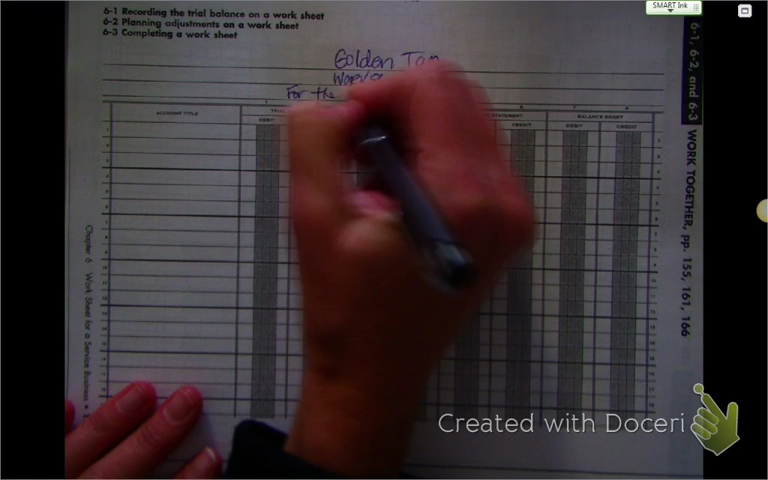 6-1 Recording the trial balance on a work sheet
6-2 Planning adjustments on a work sheet
6-3 Completing a work sheet
Golden Tan
For the
ACCOUNT TITLE
DEBIT
STATEMENT
CREDIT
BALANCE SHEET
DEBIT
CREDIT
6-1, 6-2, and 6-3 WORK TOGETHER, pp. 155, 161, 166
Chapter 6 Work Sheet for a Service Business
SMART Ink
Created with Doceri